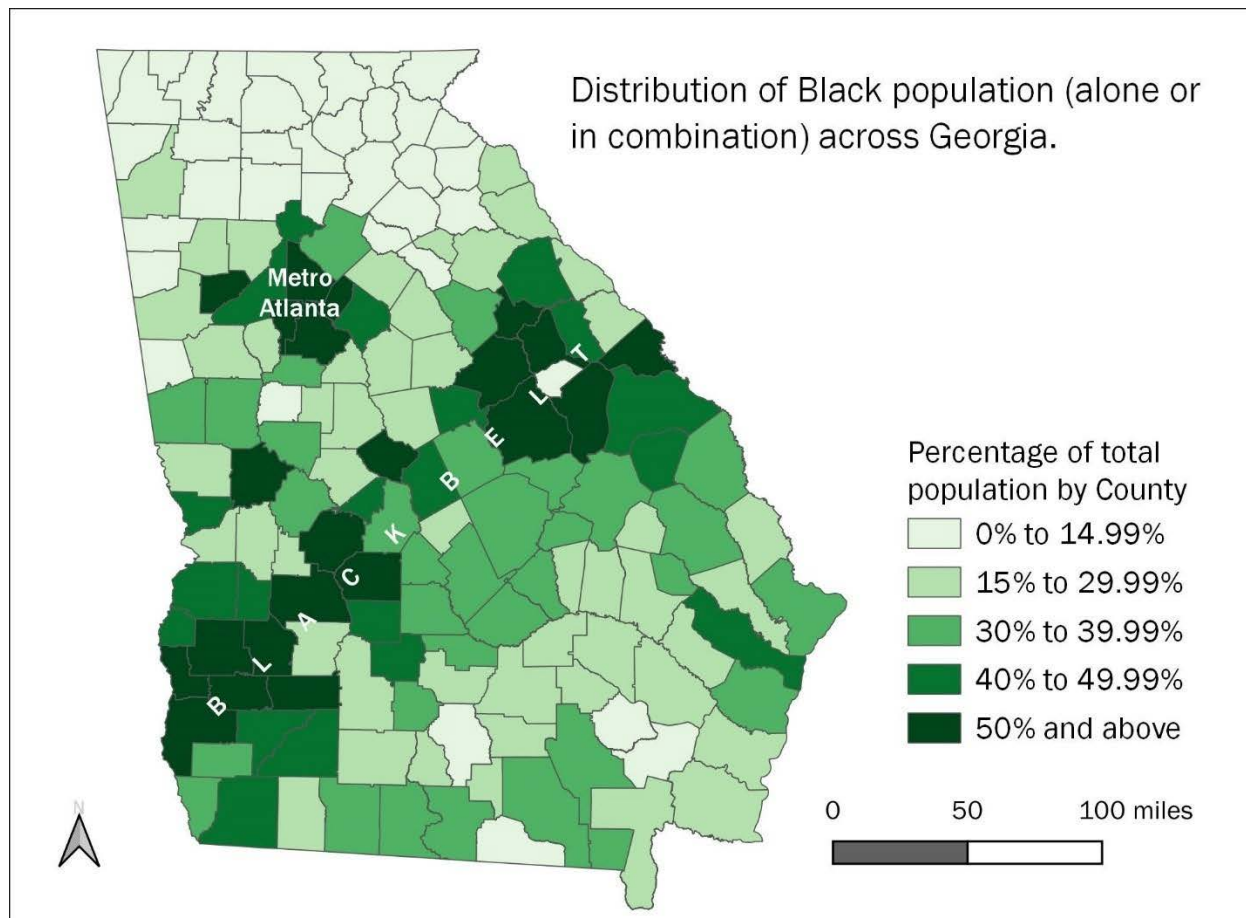 Distribution of Black population (alone or
in combination) across Georgia.
Metro
Atlanta
BLACK BELT
Percentage of total
population by County
0% to 14.99%
15% to 29.99%
30% to 39.99%
40% to 49.99%
50% and above
N
0 50 100 miles